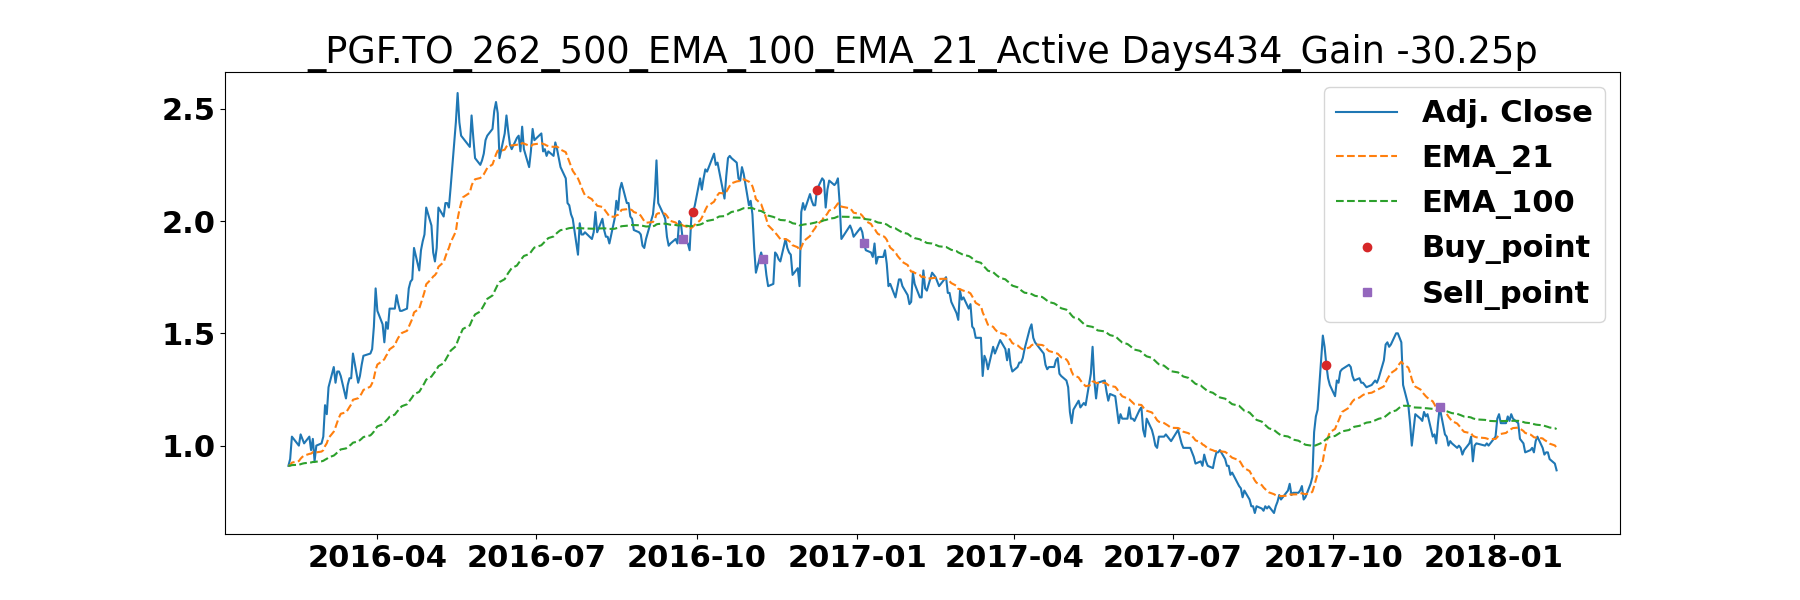 _PGF.TO_262_500_EMA_100_EMA_21_Active Days434_Gain -30.25p
2.5
2.0
1.5
1.0
Adj. Close
EMA_21
EMA_100
Buy_point
Sell_point
2016-04 2016-07 2016-10 2017-01 2017-04 2017-07 2017-10 2018-01